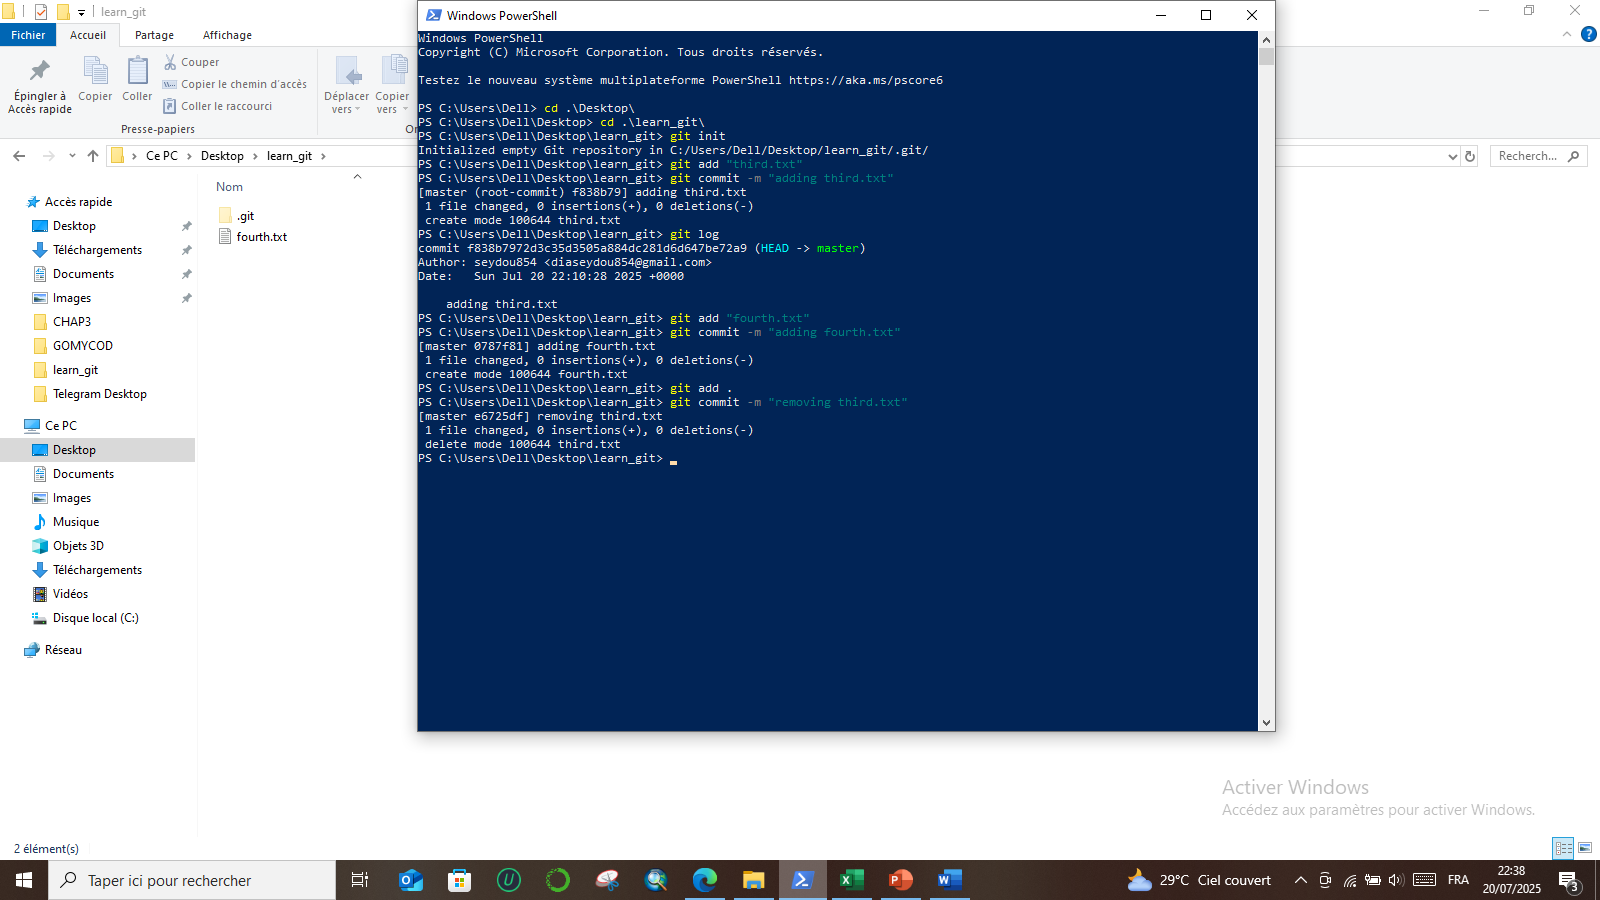 learn_git
Fichier
Accueil
Partage
Affichage
Épingler à
Accès rapide
Copier
Coller
Couper
Copier le chemin d'accès
Coller le raccourci
Presse-papiers
Déplacer
vers
Copier
vers
Or
Ce PC
Desktop
learn_git
Recherch...
Accès rapide
Desktop
Téléchargements
Documents
Images
CHAP3
GOMYCOD
learn_git
Telegram Desktop
Ce PC
Desktop
Documents
Images
Musique
Objets 3D
Téléchargements
Vidéos
Disque local (C:)
Réseau
Nom
.git
fourth.txt
2 élément(s)
Windows PowerShell
Windows PowerShell
Copyright (C) Microsoft Corporation. Tous droits réservés.
Testez le nouveau système multiplateforme PowerShell https://aka.ms/pscore6
PS C:\Users\Dell> cd .\Desktop\
PS C:\Users\Dell\Desktop> cd .\learn_git\
PS C:\Users\Dell\Desktop\learn_git> git init
Initialized empty Git repository in C:/Users/Dell/Desktop/learn_git/.git/
PS C:\Users\Dell\Desktop\learn_git> git add "third.txt"
PS C:\Users\Dell\Desktop\learn_git> git commit -m "adding third.txt"
[master (root-commit) f838b79] adding third.txt
 1 file changed, 0 insertions(+), 0 deletions(-)
 create mode 100644 third.txt
PS C:\Users\Dell\Desktop\learn_git> git log
commit f838b7972d3c35d3505a884dc281d6d647be72a9 (HEAD -> master)
Author: seydou854 <diaseydou854@gmail.com>
Date:   Sun Jul 20 22:10:28 2025 +0000
    adding third.txt
PS C:\Users\Dell\Desktop\learn_git> git add "fourth.txt"
PS C:\Users\Dell\Desktop\learn_git> git commit -m "adding fourth.txt"
[master 0787f81] adding fourth.txt
 1 file changed, 0 insertions(+), 0 deletions(-)
 create mode 100644 fourth.txt
PS C:\Users\Dell\Desktop\learn_git> git add .
PS C:\Users\Dell\Desktop\learn_git> git commit -m "removing third.txt"
[master e6725df] removing third.txt
 1 file changed, 0 insertions(+), 0 deletions(-)
 delete mode 100644 third.txt
PS C:\Users\Dell\Desktop\learn_git>
Activer Windows
Accédez aux paramètres pour activer Windows.
Taper ici pour rechercher
29°C Ciel couvert
FRA
22:38
20/07/2025
3